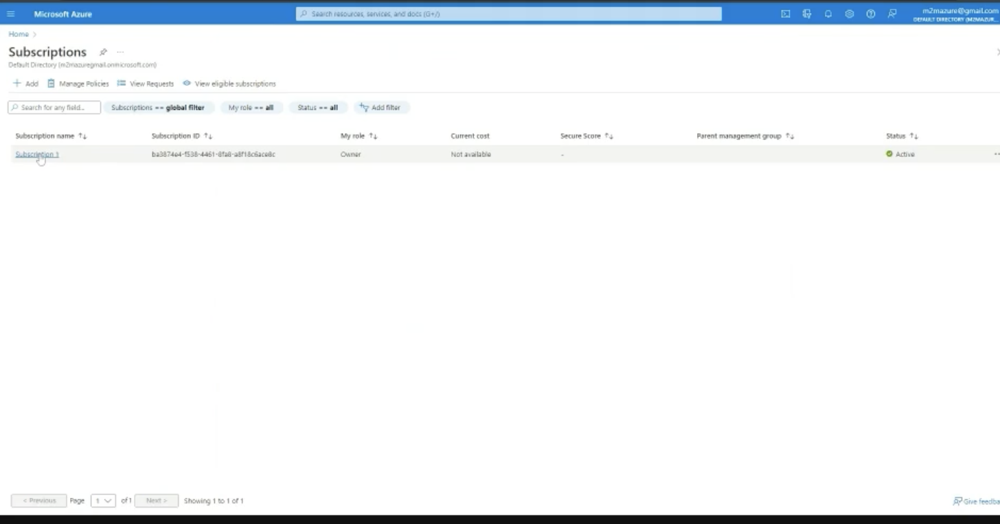 Microsoft Azure
Search resources, services, and docs (G+/)
m2mazure@gmail.com
DEFAULT DIRECTORY (M2MAZUR...
Home
Subscriptions
Default Directory (m2mazuregmail.onmicrosoft.com)
Add Manage Policies View Requests View eligible subscriptions
Search for any field... Subscriptions == global filter My role == all Status == all Add filter
Subscription name Subscription ID My role Current cost Secure Score Parent management group Status
Subscription 1 ba3874e4-f538-4461-8fa8-a8f18c6ace8c Owner Not available - Active
< Previous Page 1 of 1 Next > Showing 1 to 1 of 1
Give feedba